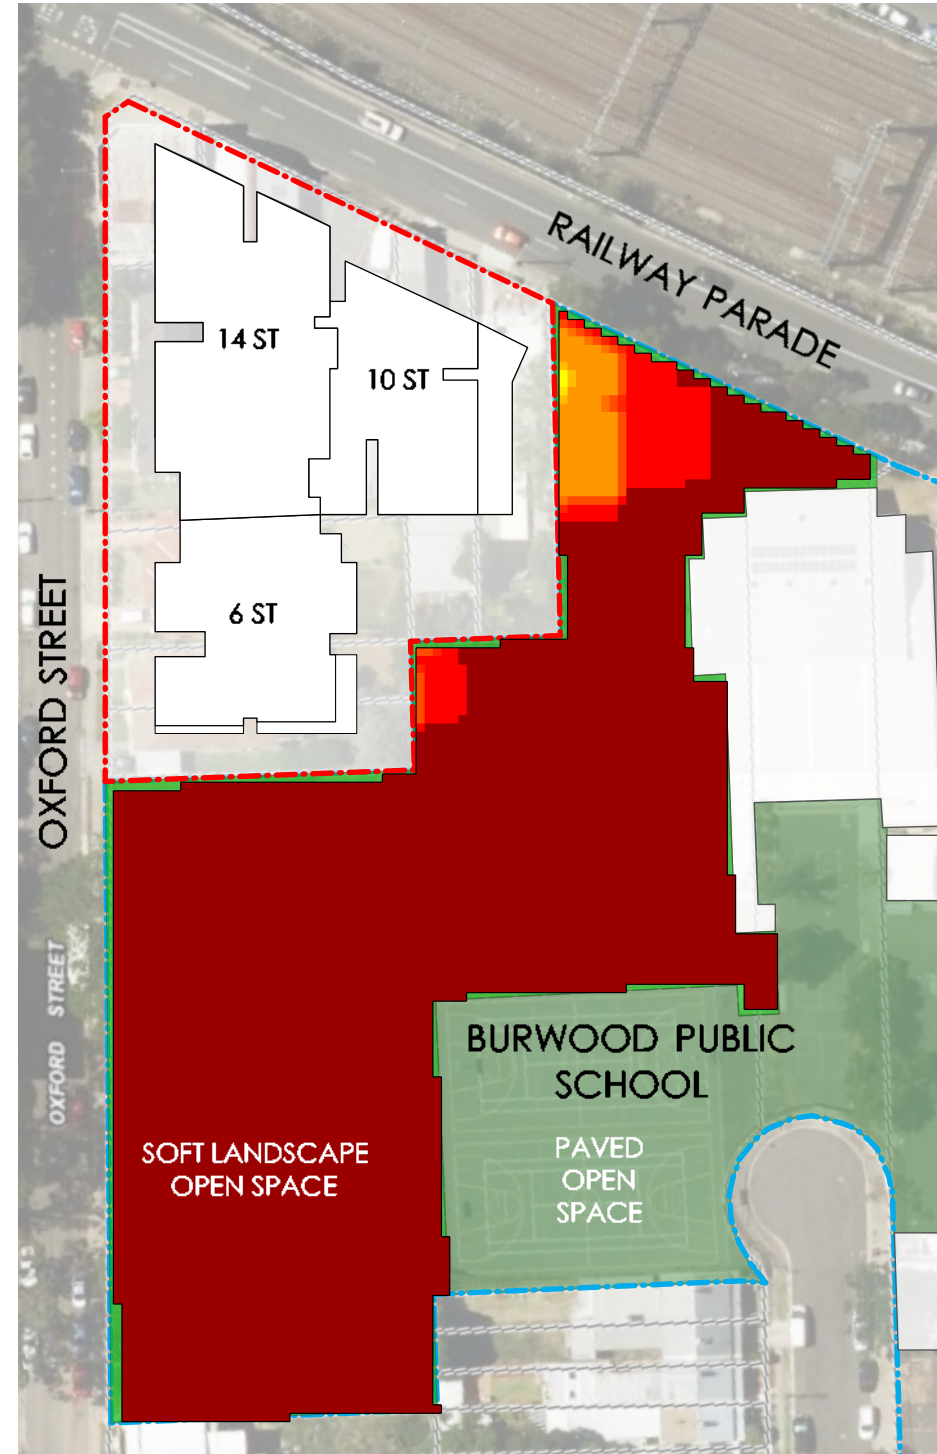 RAILWAY PARADE
14 ST
10 ST
6 ST
OXFORD STREET
OXFORD STREET
BURWOOD PUBLIC
SCHOOL
SOFT LANDSCAPE
OPEN SPACE
PAVED
OPEN
SPACE